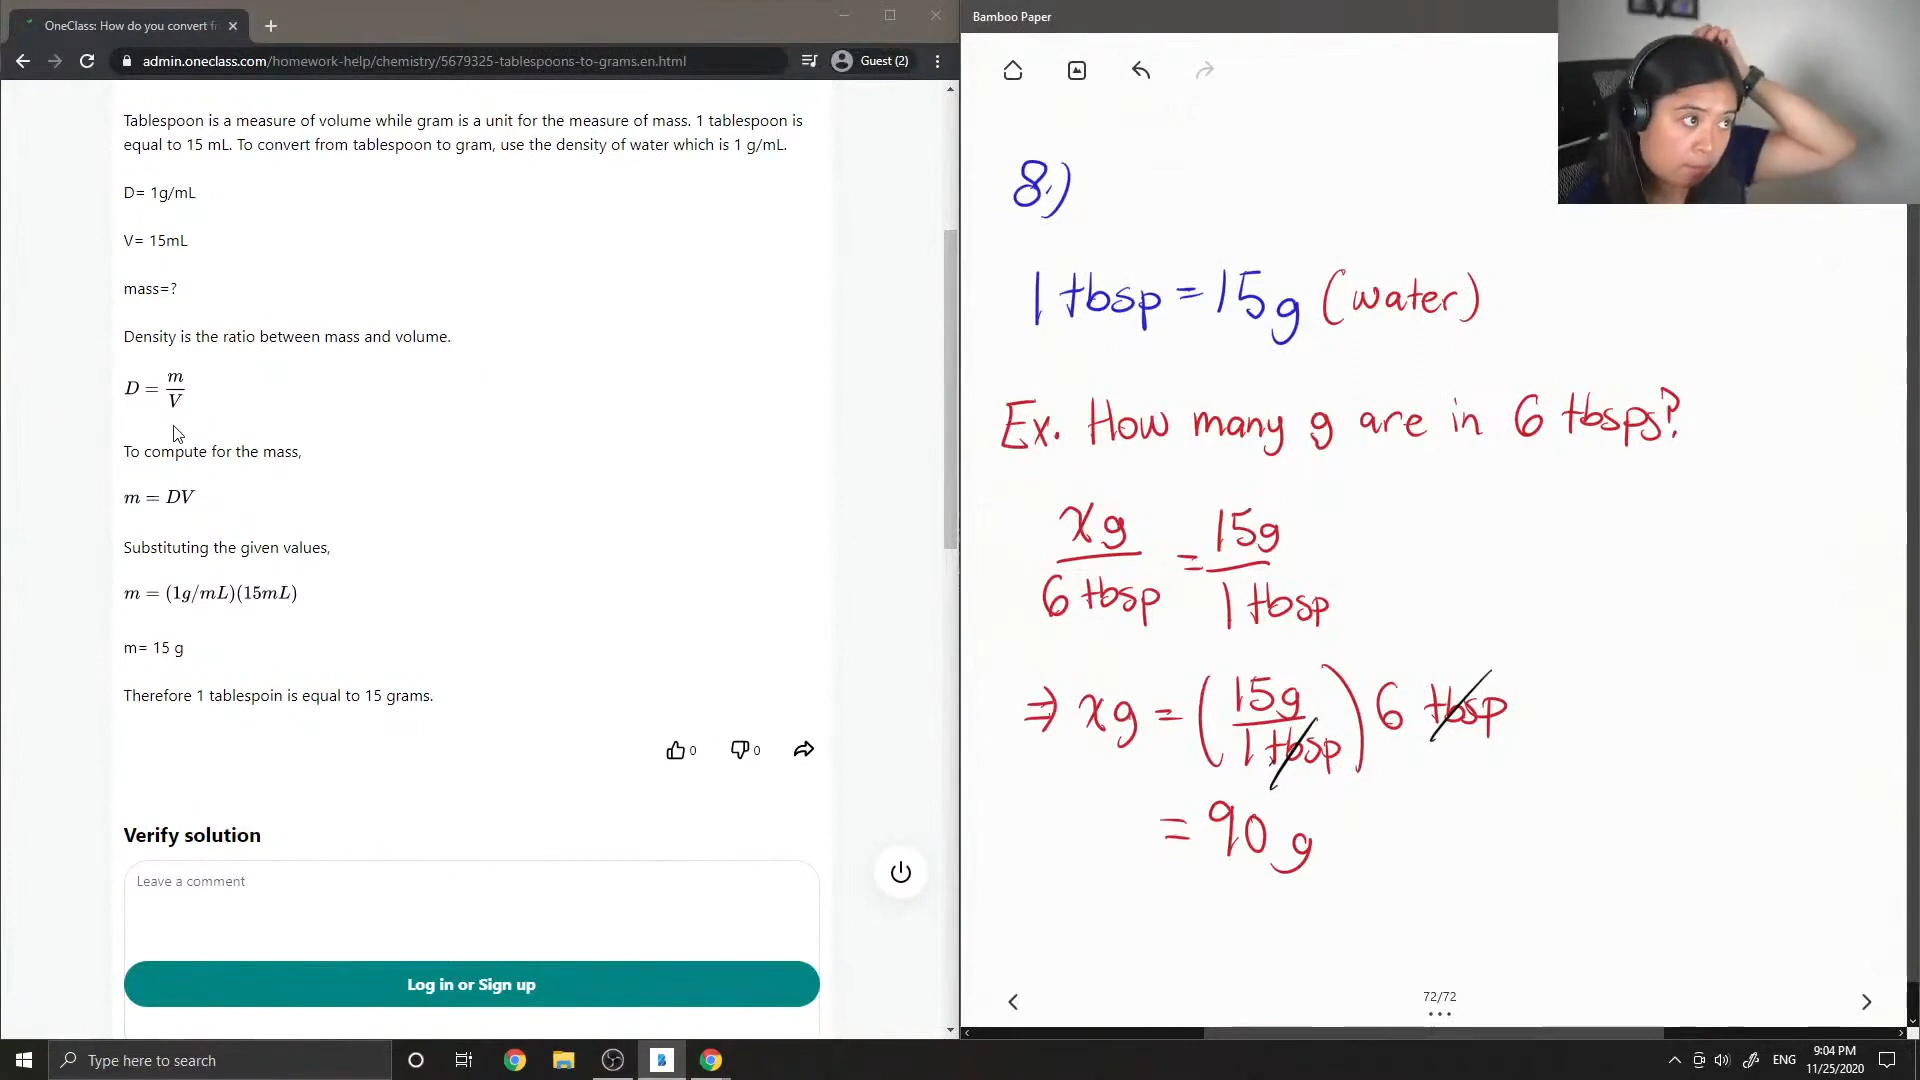 OneClass: How do you convert f
admin.oneclass.com/homework-help/chemistry/5679325-tablespoons-to-grams.en.html
Guest (2)
Tablespoon is a measure of volume while gram is a unit for the measure of mass. 1 tablespoon is
equal to 15 mL. To convert from tablespoon to gram, use the density of water which is 1 g/mL.
D= 1g/mL
V= 15mL
mass=?
Density is the ratio between mass and volume.
D = m/V
To compute for the mass,
m = DV
Substituting the given values,
m = (1g/mL)(15mL)
m= 15 g
Therefore 1 tablespoin is equal to 15 grams.
0
0
Verify solution
Leave a comment
Log in or Sign up
Bamboo Paper
8.)
1 tbsp = 15g (water)
Ex. How many g are in 6 tbsps?
xg/6 tbsp = 15g/1 tbsp
⇒ xg = (15g/1 tbsp) 6 tbsp
= 90 g
72/72
Type here to search
ENG
9:04 PM
11/25/2020